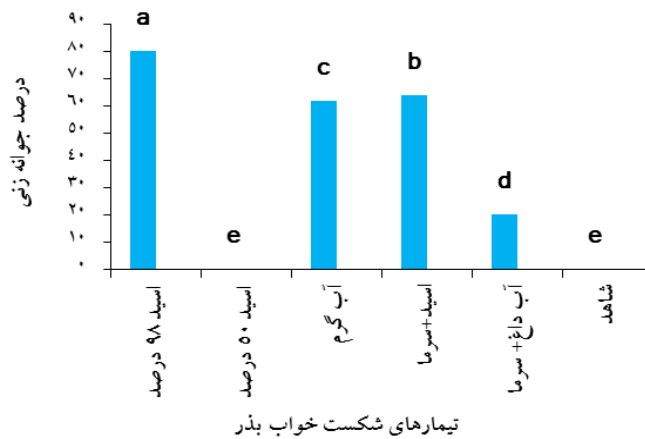 درصد جوانه زنی
۹۰
۸۰
۷۰
۶۰
۵۰
۴۰
۳۰
۲۰
۱۰
۰
a
e
c
b
d
e
اسید ۹۸ درصد
اسید ۵۰ درصد
آب گرم
اسید+سرما
آب داغ+ سرما
شاهد
تیمارهای شکست خواب بذر